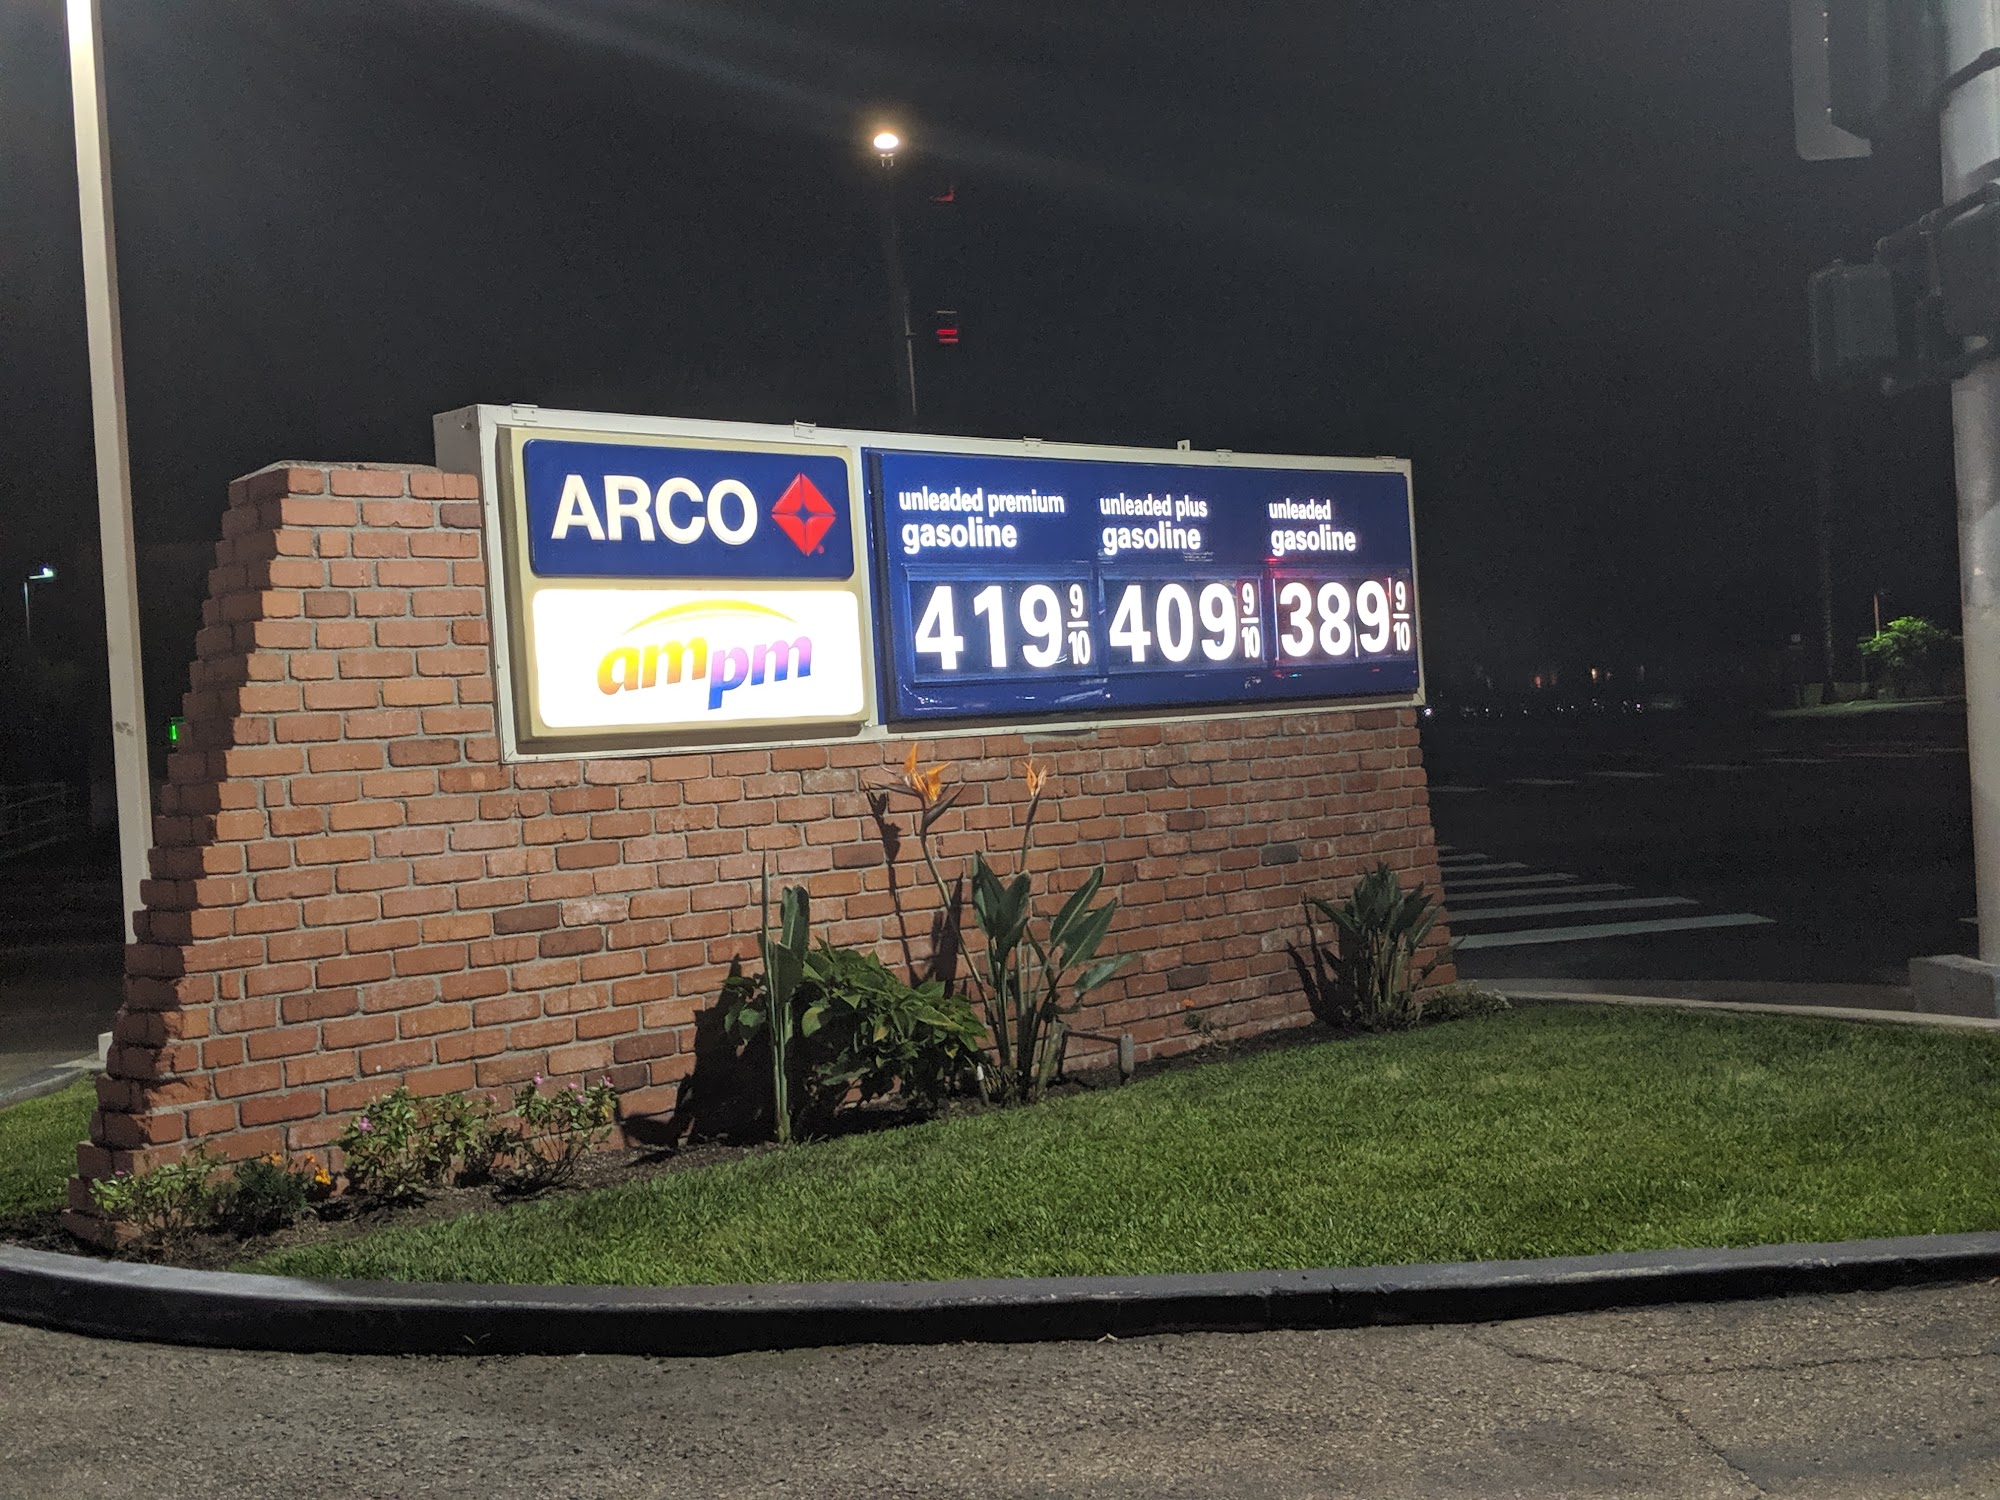 ARCO
ampm
unleaded premium
gasoline
419 9/10
unleaded plus
gasoline
409 9/10
unleaded
gasoline
389 9/10